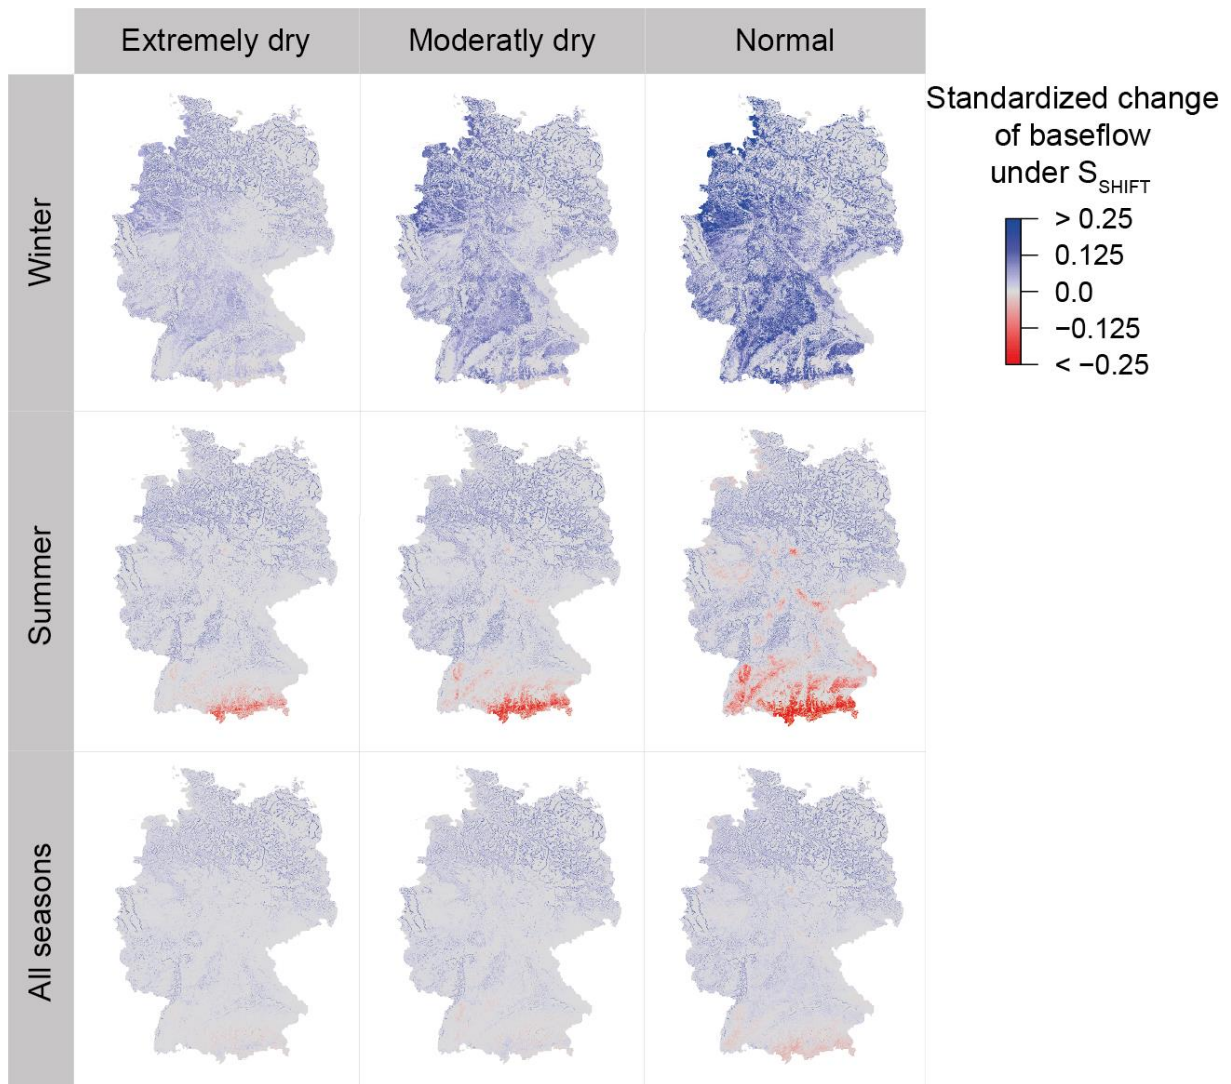 Extremely dry
Moderatly dry
Normal
Standardized change
of baseflow
under S_SHIFT
> 0.25
0.125
0.0
−0.125
< −0.25
Winter
Summer
All seasons